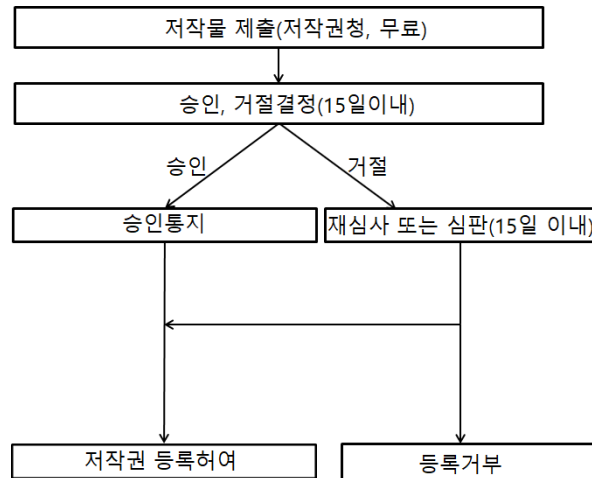 저작물 제출(저작권청, 무료)
승인, 거절결정(15일이내)
승인
거절
승인통지
재심사 또는 심판(15일 이내)
저작권 등록허여
등록거부